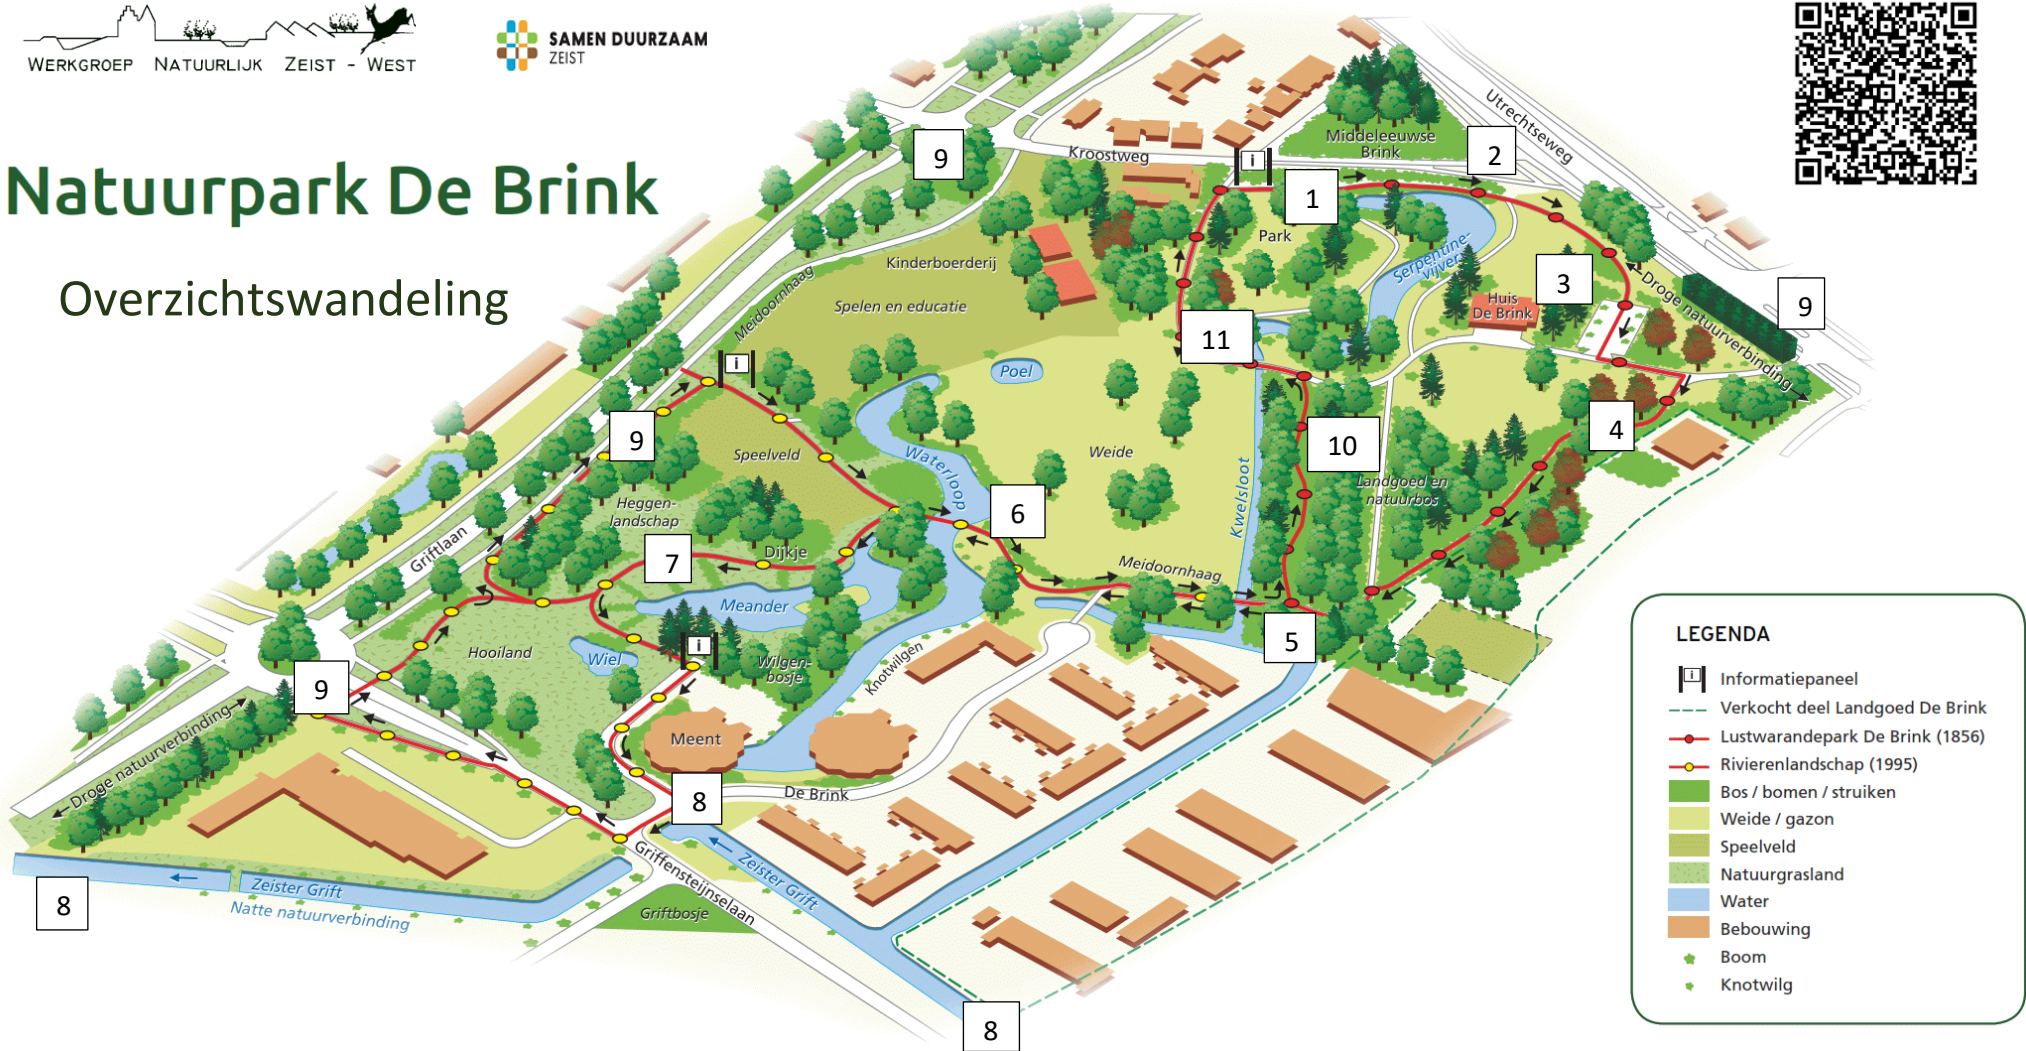 WERKGROEP NATUURLIJK ZEIST - WEST
SAMEN DUURZAAM
ZEIST
Natuurpark De Brink
Overzichtswandeling
Utrechtseweg
Middeleeuwse
Brink
2
9
Kroostweg
i
1
Park
Serpentine-
vijver
Kinderboerderij
Meidoornhaag
Spelen en educatie
3
Huis
De Brink
Droge natuurverbinding
9
11
i
Poel
9
Speelveld
Waterloop
Weide
10
4
Landgoed en
natuurbos
Kwelsloot
Heggen-
landschap
6
Griftlaan
7
Dijkje
Meidoornhaag
Meander
5
i
Hooiland
Wiel
Wilgen-
bosje
Knotwilgen
9
Droge natuurverbinding
Meent
8
De Brink
Griffensteijnselaan
Zeister Grift
Zeister Grift
Natte natuurverbinding
8
Griftbosje
8
LEGENDA
i
Informatiepaneel
Verkocht deel Landgoed De Brink
Lustwarandepark De Brink (1856)
Rivierenlandschap (1995)
Bos / bomen / struiken
Weide / gazon
Speelveld
Natuurgrasland
Water
Bebouwing
Boom
Knotwilg